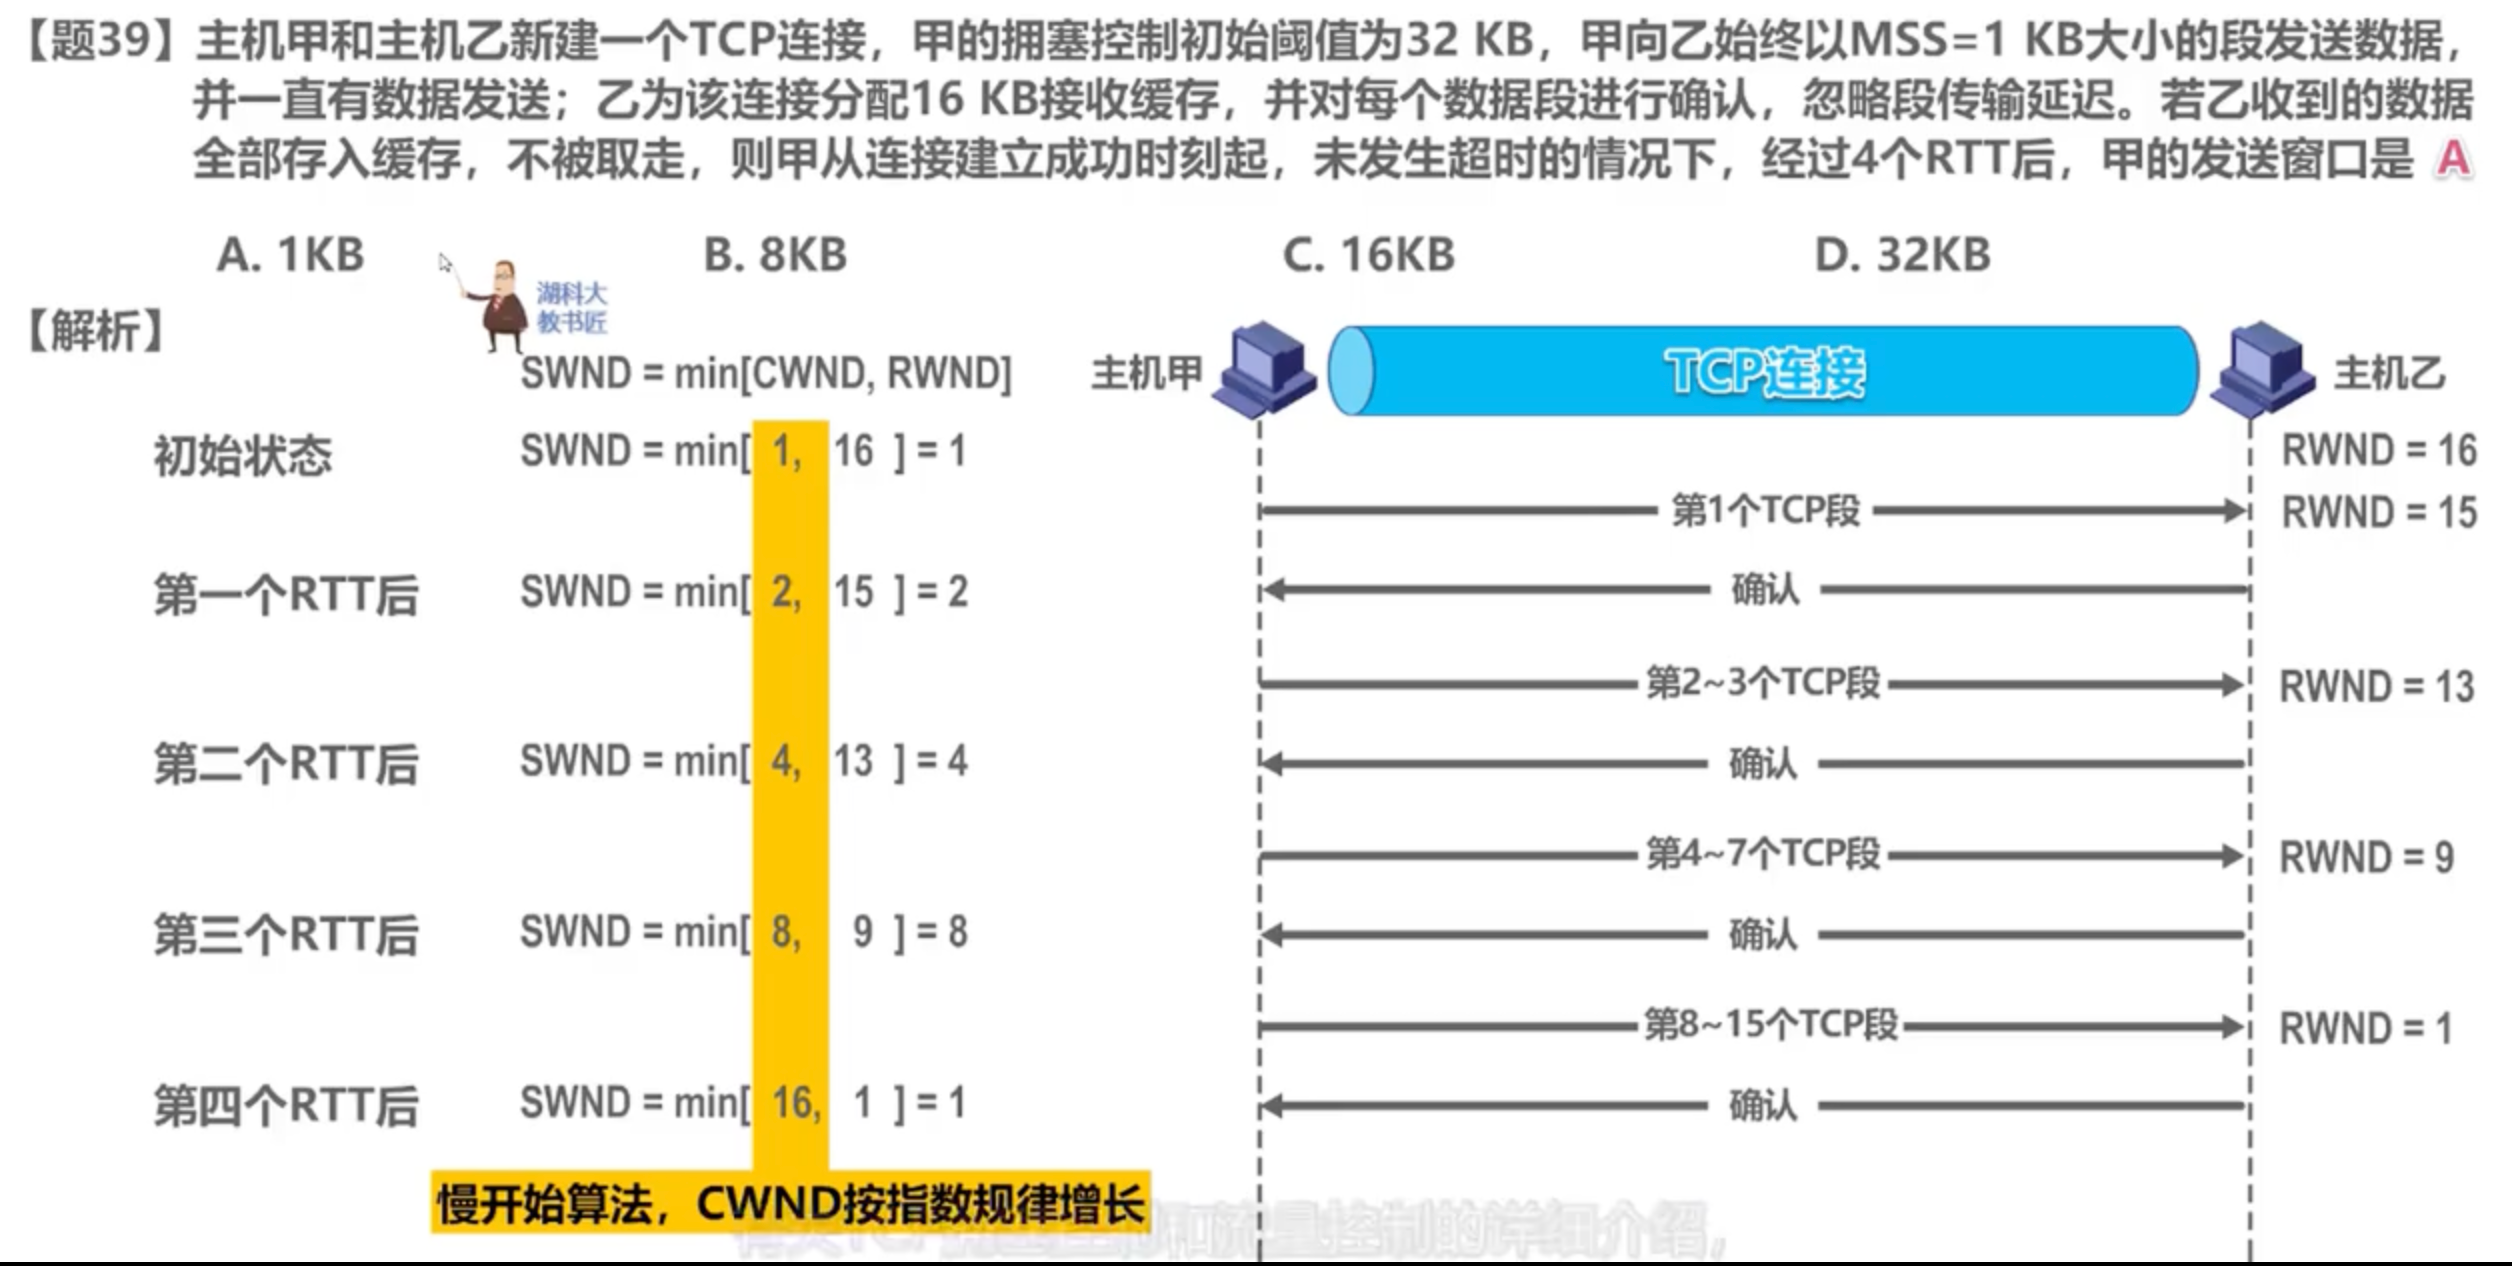 【题39】主机甲和主机乙新建一个TCP连接，甲的拥塞控制初始阈值为32 KB，甲向乙始终以MSS=1 KB大小的段发送数据，
并一直有数据发送；乙为该连接分配16 KB接收缓存，并对每个数据段进行确认，忽略段传输延迟。若乙收到的数据
全部存入缓存，不被取走，则甲从连接建立成功时刻起，未发生超时的情况下，经过4个RTT后，甲的发送窗口是 A
A. 1KB B. 8KB C. 16KB D. 32KB
湖科大
教书匠
【解析】
SWND = min[CWND, RWND] 主机甲 TCP连接 主机乙
初始状态 SWND = min[ 1, 16 ] = 1 RWND = 16
第1个TCP段 RWND = 15
第一个RTT后 SWND = min[ 2, 15 ] = 2 确认
第2~3个TCP段 RWND = 13
第二个RTT后 SWND = min[ 4, 13 ] = 4 确认
第4~7个TCP段 RWND = 9
第三个RTT后 SWND = min[ 8, 9 ] = 8 确认
第8~15个TCP段 RWND = 1
第四个RTT后 SWND = min[ 16, 1 ] = 1 确认
慢开始算法，CWND按指数规律增长
和流量控制的详细介绍，